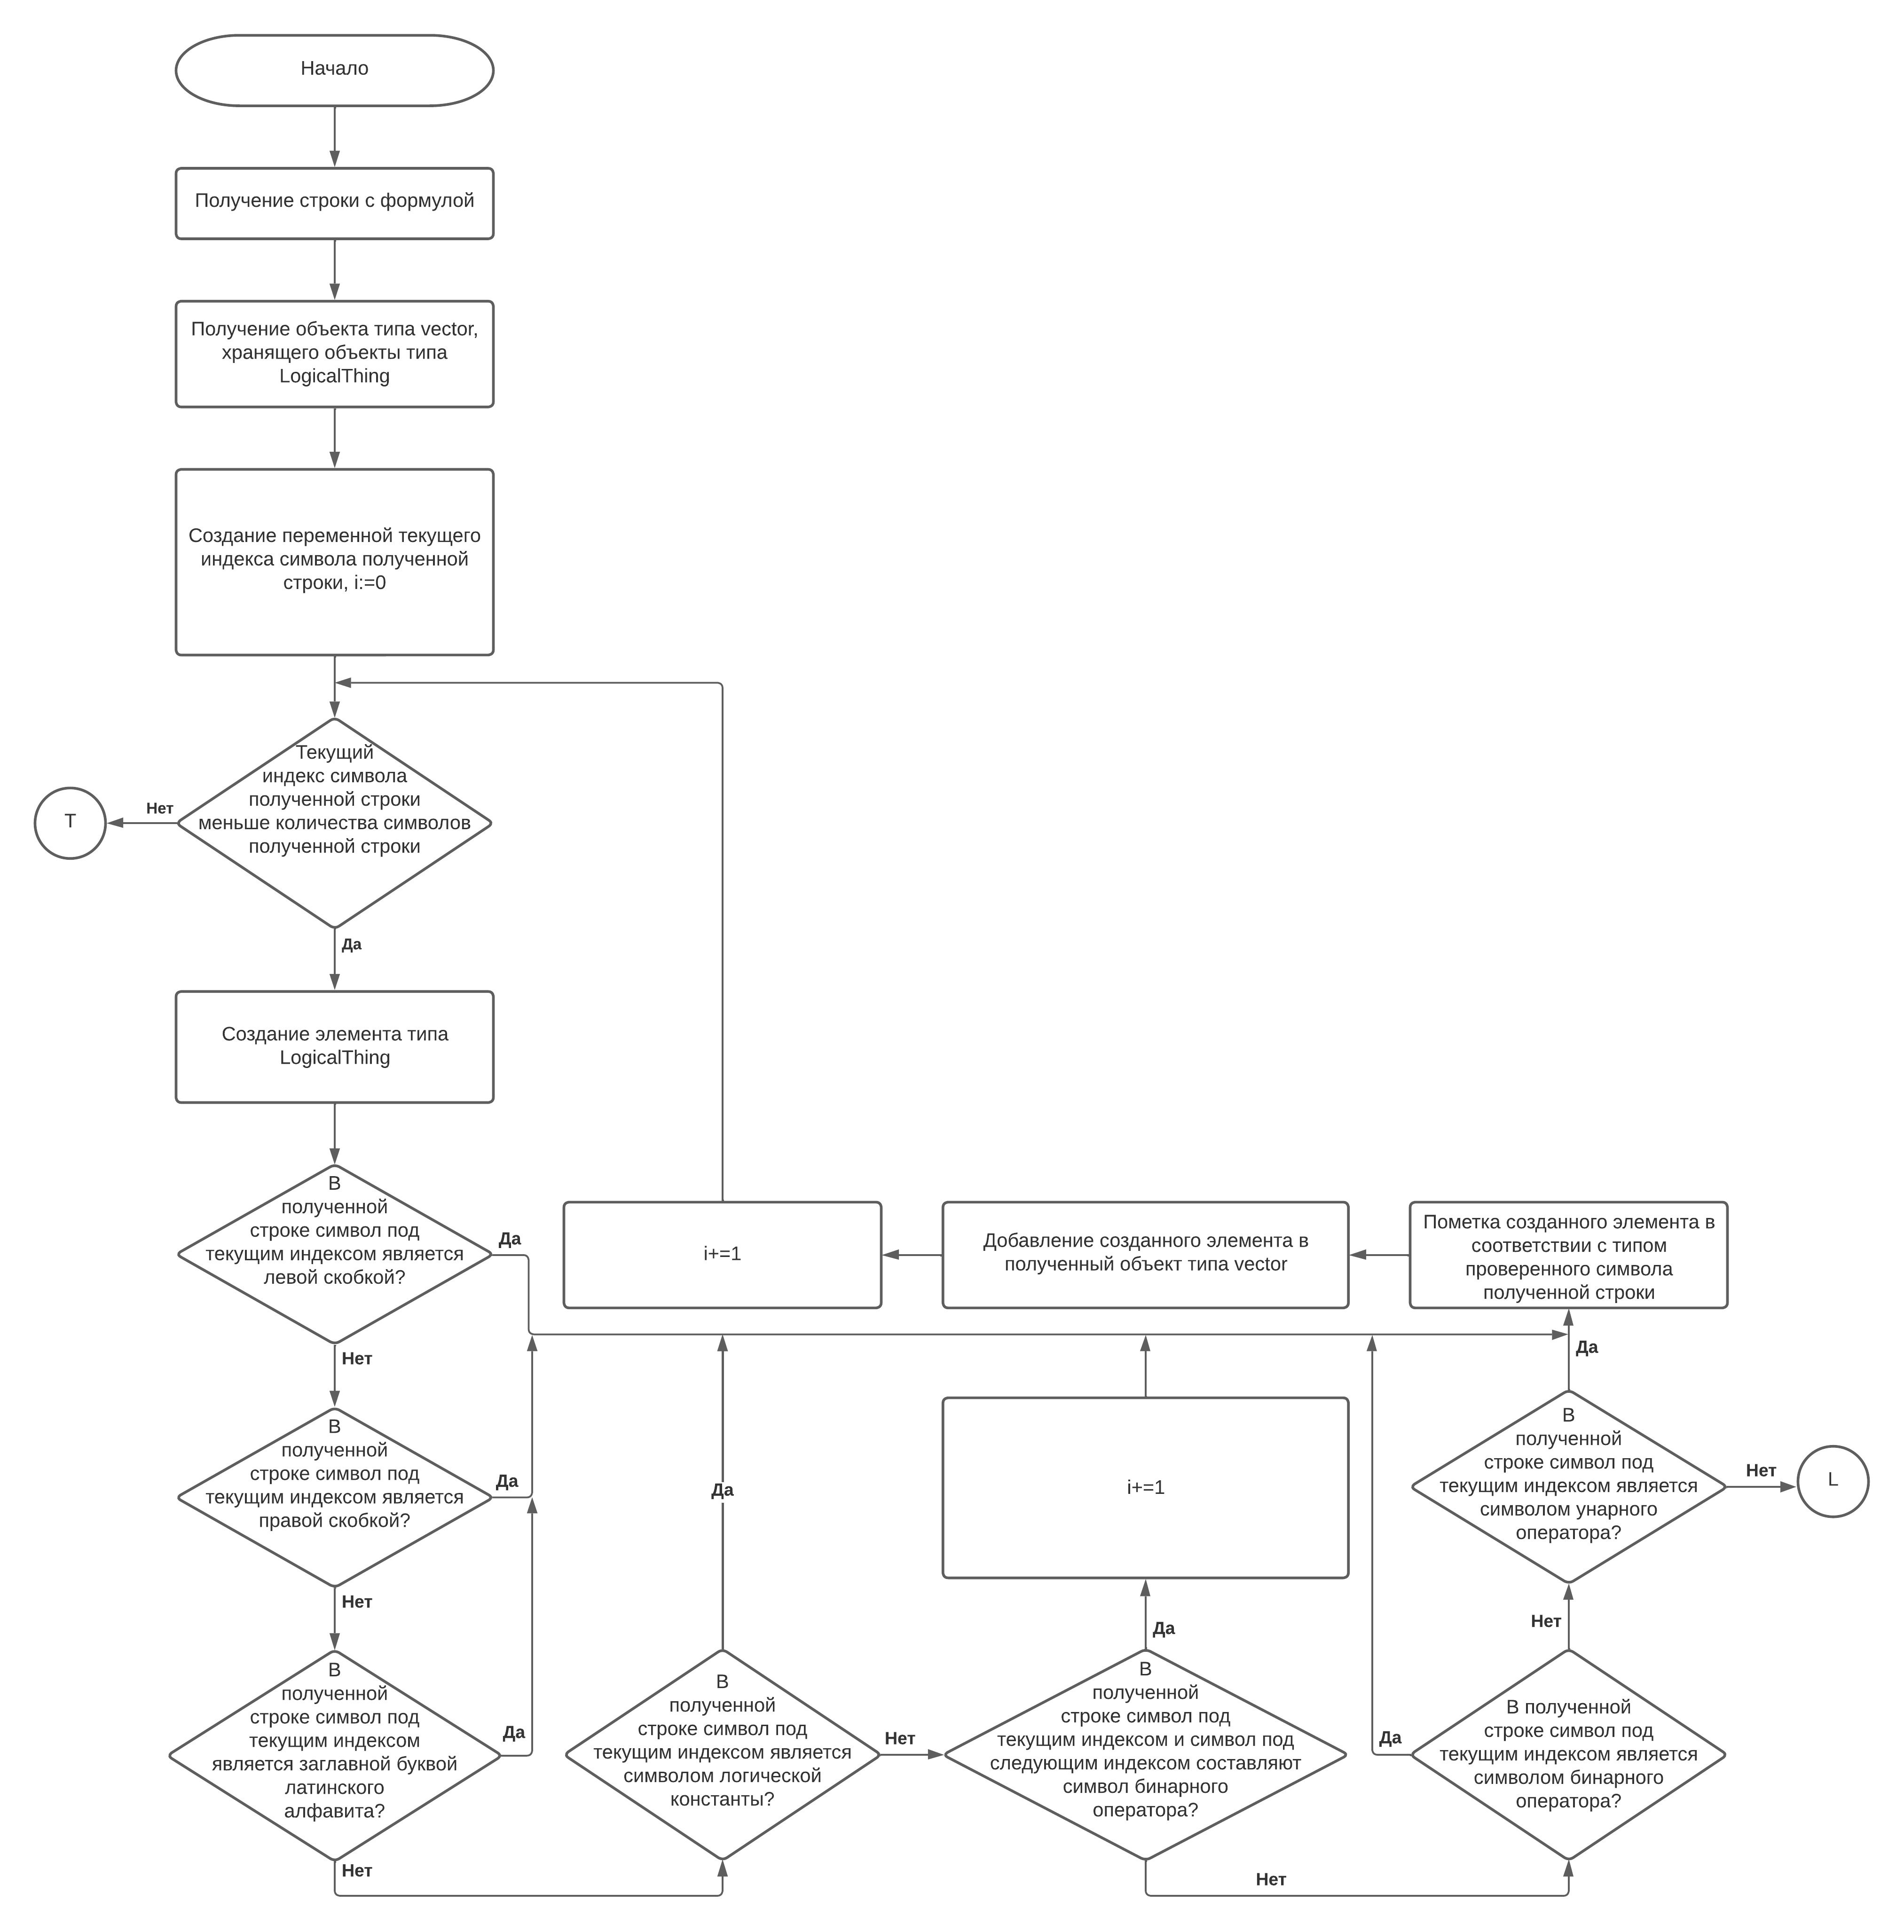 Начало
Получение строки с формулой
Получение объекта типа vector,
хранящего объекты типа
LogicalThing
Создание переменной текущего
индекса символа полученной
строки, i:=0
Текущий
индекс символа
полученной строки
меньше количества символов
полученной строки
Нет
T
Да
Создание элемента типа
LogicalThing
В
полученной
строке символ под
текущим индексом является
левой скобкой?
Да
Нет
i+=1
Добавление созданного элемента в
полученный объект типа vector
Пометка созданного элемента в
соответствии с типом
проверенного символа
полученной строки
Да
В
полученной
строке символ под
текущим индексом является
правой скобкой?
Да
Нет
Да
i+=1
В
полученной
строке символ под
текущим индексом является
символом унарного
оператора?
Нет
L
В
полученной
строке символ под
текущим индексом
является заглавной буквой
латинского
алфавита?
Да
Нет
В
полученной
строке символ под
текущим индексом является
символом логической
константы?
Нет
Да
В
полученной
строке символ под
текущим индексом и символ под
следующим индексом составляют
символ бинарного
оператора?
Нет
Да
Нет
В полученной
строке символ под
текущим индексом является
символом бинарного
оператора?